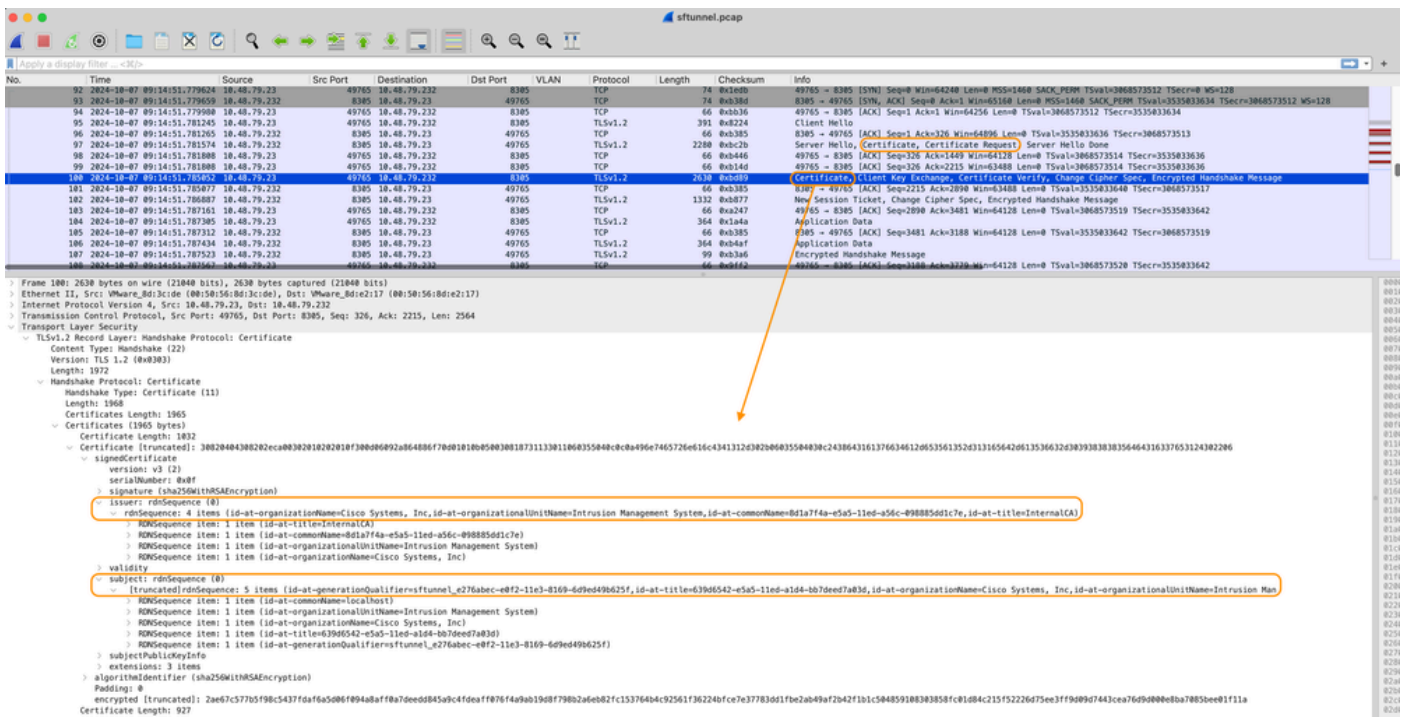 sftunnel.pcap
Apply a display filter ... <⌘/>
No. Time Source Src Port Destination Dst Port VLAN Protocol Length Checksum Info
92 2024-10-07 09:14:51.779624 10.48.79.23 49765 10.48.79.232 8305 TCP 74 0x1edb 49765 → 8305 [SYN] Seq=0 Win=64240 Len=0 MSS=1460 SACK_PERM TSval=3068573512 TSecr=0 WS=128
93 2024-10-07 09:14:51.779659 10.48.79.232 8305 10.48.79.23 49765 TCP 74 0xb38d 8305 → 49765 [SYN, ACK] Seq=0 Ack=1 Win=65160 Len=0 MSS=1460 SACK_PERM TSval=3535033634 TSecr=3068573512 WS=128
94 2024-10-07 09:14:51.779980 10.48.79.23 49765 10.48.79.232 8305 TCP 66 0xbb36 49765 → 8305 [ACK] Seq=1 Ack=1 Win=64256 Len=0 TSval=3068573512 TSecr=3535033634
95 2024-10-07 09:14:51.781245 10.48.79.23 49765 10.48.79.232 8305 TLSv1.2 391 0x8224 Client Hello
96 2024-10-07 09:14:51.781265 10.48.79.232 8305 10.48.79.23 49765 TCP 66 0xb385 8305 → 49765 [ACK] Seq=1 Ack=326 Win=64896 Len=0 TSval=3535033636 TSecr=3068573513
97 2024-10-07 09:14:51.781574 10.48.79.232 8305 10.48.79.23 49765 TLSv1.2 2280 0xbc2b Server Hello, Certificate, Certificate Request, Server Hello Done
98 2024-10-07 09:14:51.781808 10.48.79.23 49765 10.48.79.232 8305 TCP 66 0xb446 49765 → 8305 [ACK] Seq=326 Ack=1449 Win=64128 Len=0 TSval=3068573514 TSecr=3535033636
99 2024-10-07 09:14:51.781808 10.48.79.23 49765 10.48.79.232 8305 TCP 66 0xb14d 49765 → 8305 [ACK] Seq=326 Ack=2215 Win=63488 Len=0 TSval=3068573514 TSecr=3535033636
100 2024-10-07 09:14:51.785052 10.48.79.23 49765 10.48.79.232 8305 TLSv1.2 2630 0xbd89 Certificate, Client Key Exchange, Certificate Verify, Change Cipher Spec, Encrypted Handshake Message
101 2024-10-07 09:14:51.785077 10.48.79.232 8305 10.48.79.23 49765 TCP 66 0xb385 8305 → 49765 [ACK] Seq=2215 Ack=2890 Win=63488 Len=0 TSval=3535033640 TSecr=3068573517
102 2024-10-07 09:14:51.786887 10.48.79.232 8305 10.48.79.23 49765 TLSv1.2 1332 0xb877 New Session Ticket, Change Cipher Spec, Encrypted Handshake Message
103 2024-10-07 09:14:51.787161 10.48.79.23 49765 10.48.79.232 8305 TCP 66 0xa247 49765 → 8305 [ACK] Seq=2890 Ack=3481 Win=64128 Len=0 TSval=3068573519 TSecr=3535033642
104 2024-10-07 09:14:51.787305 10.48.79.23 49765 10.48.79.232 8305 TLSv1.2 364 0x1a4a Application Data
105 2024-10-07 09:14:51.787312 10.48.79.232 8305 10.48.79.23 49765 TCP 66 0xb385 8305 → 49765 [ACK] Seq=3481 Ack=3188 Win=64128 Len=0 TSval=3535033642 TSecr=3068573519
106 2024-10-07 09:14:51.787434 10.48.79.232 8305 10.48.79.23 49765 TLSv1.2 364 0xb4af Application Data
107 2024-10-07 09:14:51.787523 10.48.79.232 8305 10.48.79.23 49765 TLSv1.2 99 0xb3a6 Encrypted Handshake Message
108 2024-10-07 09:14:51.787567 10.48.79.23 49765 10.48.79.232 8305 TCP 66 0x9ff2 49765 → 8305 [ACK] Seq=3188 Ack=3779 Win=64128 Len=0 TSval=3068573520 TSecr=3535033642
Frame 100: 2630 bytes on wire (21040 bits), 2630 bytes captured (21040 bits)
Ethernet II, Src: VMware_8d:3c:de (00:50:56:8d:3c:de), Dst: VMware_8d:e2:17 (00:50:56:8d:e2:17)
Internet Protocol Version 4, Src: 10.48.79.23, Dst: 10.48.79.232
Transmission Control Protocol, Src Port: 49765, Dst Port: 8305, Seq: 326, Ack: 2215, Len: 2564
Transport Layer Security
TLSv1.2 Record Layer: Handshake Protocol: Certificate
Content Type: Handshake (22)
Version: TLS 1.2 (0x0303)
Length: 1972
Handshake Protocol: Certificate
Handshake Type: Certificate (11)
Length: 1968
Certificates Length: 1965
Certificates (1965 bytes)
Certificate Length: 1032
Certificate [truncated]:
signedCertificate
version: v3 (2)
serialNumber: 0x0f
signature (sha256WithRSAEncryption)
issuer: rdnSequence (0)
rdnSequence: 4 items (id-at-organizationName=Cisco Systems, Inc,id-at-organizationalUnitName=Intrusion Management System,id-at-commonName=8d1a7f4a-e5a5-11ed-a56c-098885dd1c7e,id-at-title=InternalCA)
RDNSequence item: 1 item (id-at-title=InternalCA)
RDNSequence item: 1 item (id-at-commonName=8d1a7f4a-e5a5-11ed-a56c-098885dd1c7e)
RDNSequence item: 1 item (id-at-organizationalUnitName=Intrusion Management System)
RDNSequence item: 1 item (id-at-organizationName=Cisco Systems, Inc)
validity
subject: rdnSequence (0)
[truncated]rdnSequence: 5 items (id-at-generationQualifier=sftunnel_e276abec-e0f2-11e3-8169-6d9ed49b625f,id-at-title=639d6542-e5a5-11ed-a1d4-bb7deed7a03d,id-at-organizationName=Cisco Systems, Inc,id-at-organizationalUnitName=Intrusion Man
RDNSequence item: 1 item (id-at-commonName=localhost)
RDNSequence item: 1 item (id-at-organizationalUnitName=Intrusion Management System)
RDNSequence item: 1 item (id-at-organizationName=Cisco Systems, Inc)
RDNSequence item: 1 item (id-at-title=639d6542-e5a5-11ed-a1d4-bb7deed7a03d)
RDNSequence item: 1 item (id-at-generationQualifier=sftunnel_e276abec-e0f2-11e3-8169-6d9ed49b625f)
subjectPublicKeyInfo
extensions: 3 items
algorithmIdentifier (sha256WithRSAEncryption)
Padding: 0
encrypted [truncated]:
Certificate Length: 927